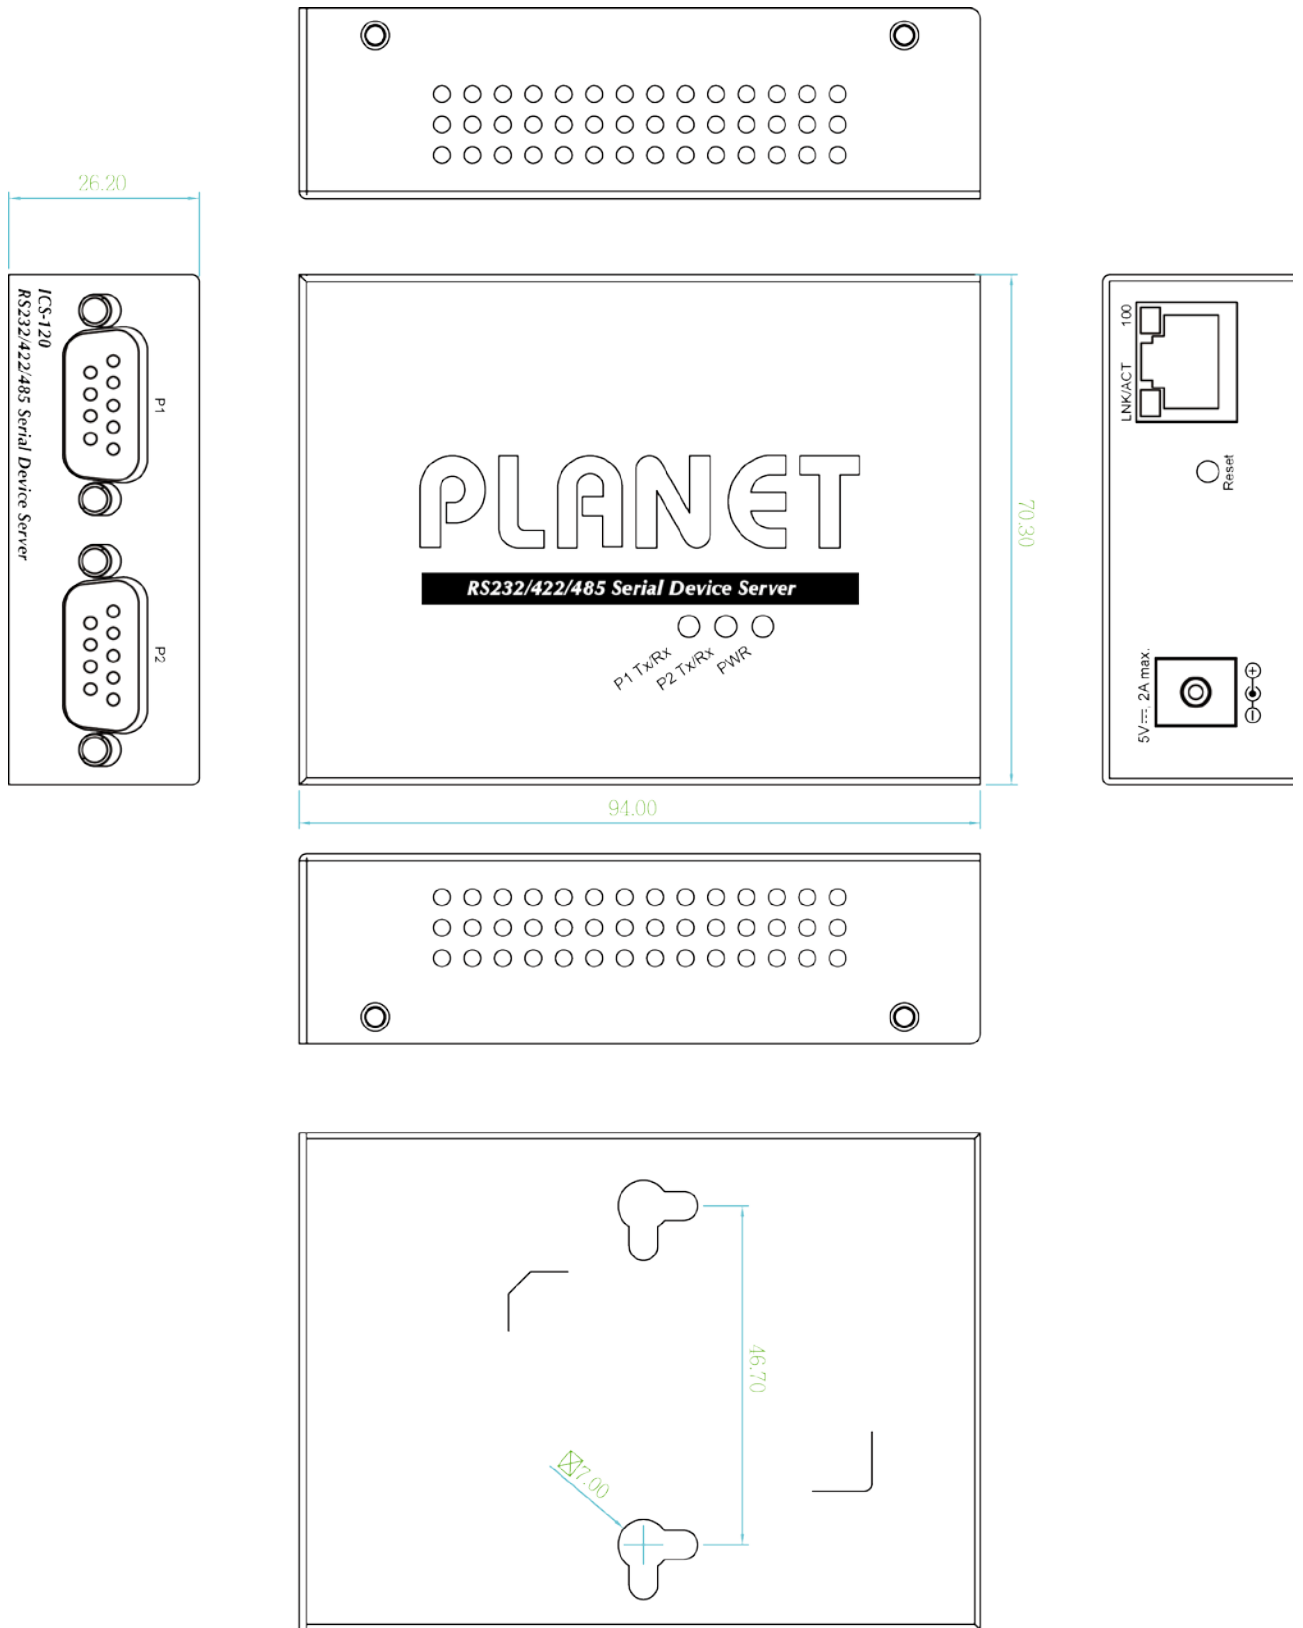 26.20
ICS-120
RS232/422/485 Serial Device Server
P1
P2
PLANET
RS232/422/485 Serial Device Server
P1 Tx/Rx
P2 Tx/Rx
PWR
70.30
94.00
100
LNK/ACT
Reset
5V⎓, 2A max.
46.70
7.00